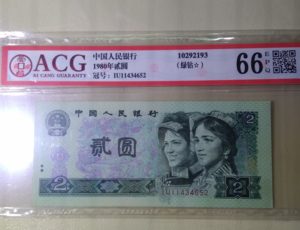 ACG
AI CANG GUARANTY
中国人民银行
1980年贰圆
冠号: IU11434652
10292193
(绿钻☆)
66 EPQ
中国人民银行
贰圆
2
2
IU11434652